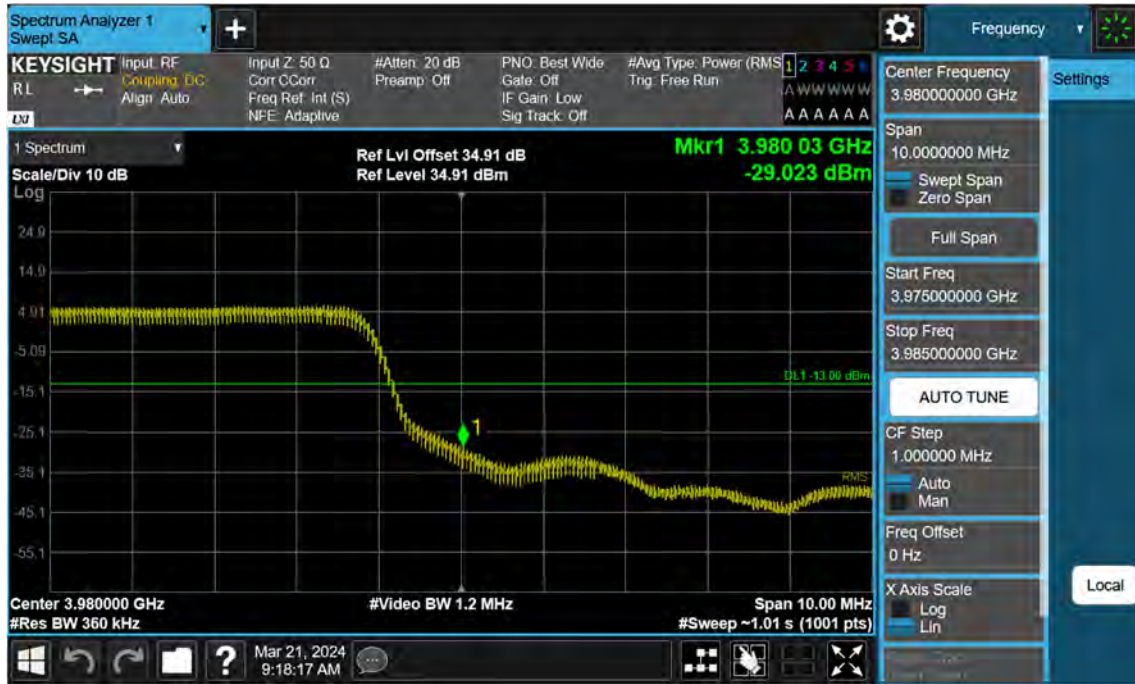 Spectrum Analyzer 1
Swept SA
+
Frequency
KEYSIGHT
RL
LXI
Input: RF
Coupling: DC
Align: Auto
Input Z: 50 Ω
Corr CCorr
Freq Ref: Int (S)
NFE: Adaptive
#Atten: 20 dB
Preamp: Off
PNO: Best Wide
Gate: Off
IF Gain: Low
Sig Track: Off
#Avg Type: Power (RMS
Trig: Free Run
1 2 3 4 5 6
A W W W W W
A A A A A A
Center Frequency
3.980000000 GHz
Settings
Span
10.0000000 MHz
Swept Span
Zero Span
Full Span
Start Freq
3.975000000 GHz
Stop Freq
3.985000000 GHz
AUTO TUNE
CF Step
1.000000 MHz
Auto
Man
Freq Offset
0 Hz
X Axis Scale
Log
Lin
Local
1 Spectrum
Scale/Div 10 dB
Ref Lvl Offset 34.91 dB
Ref Level 34.91 dBm
Mkr1 3.980 03 GHz
-29.023 dBm
Log
24.9
14.9
4.91
-5.09
DL1 -13.00 dBm
-15.1
1
-25.1
-35.1
RMS
-45.1
-55.1
Center 3.980000 GHz
#Video BW 1.2 MHz
Span 10.00 MHz
#Res BW 360 kHz
#Sweep ~1.01 s (1001 pts)
?
Mar 21, 2024
9:18:17 AM